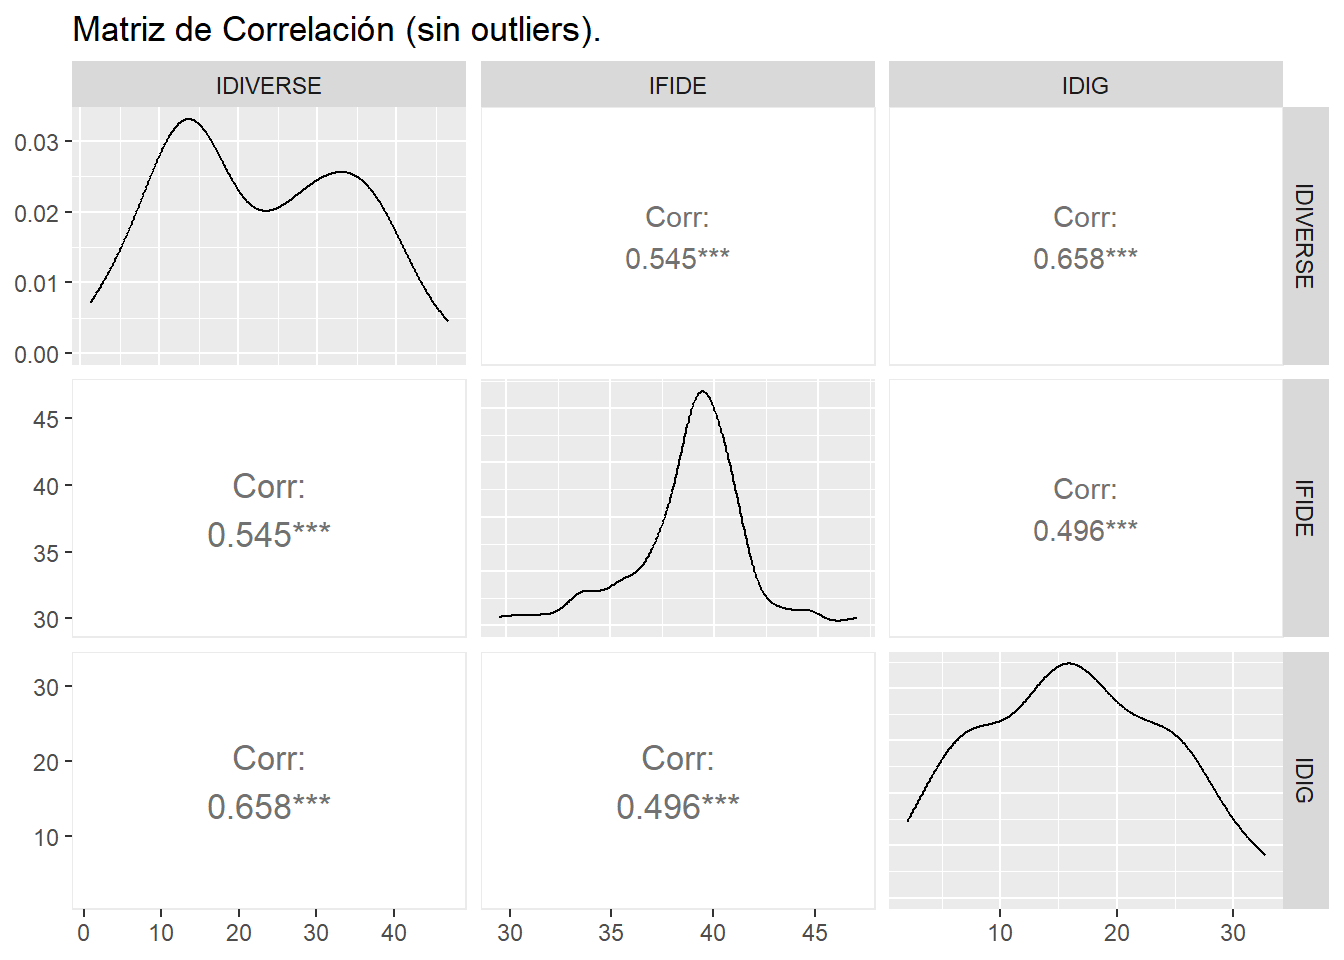 Matriz de Correlación (sin outliers).
IDIVERSE
IFIDE
IDIG
0.03
0.02
0.01
0.00
Corr:
0.545***
Corr:
0.658***
IDIVERSE
45
40
35
30
Corr:
0.545***
Corr:
0.496***
IFIDE
30
20
10
Corr:
0.658***
Corr:
0.496***
IDIG
0 10 20 30 40
30 35 40 45
10 20 30